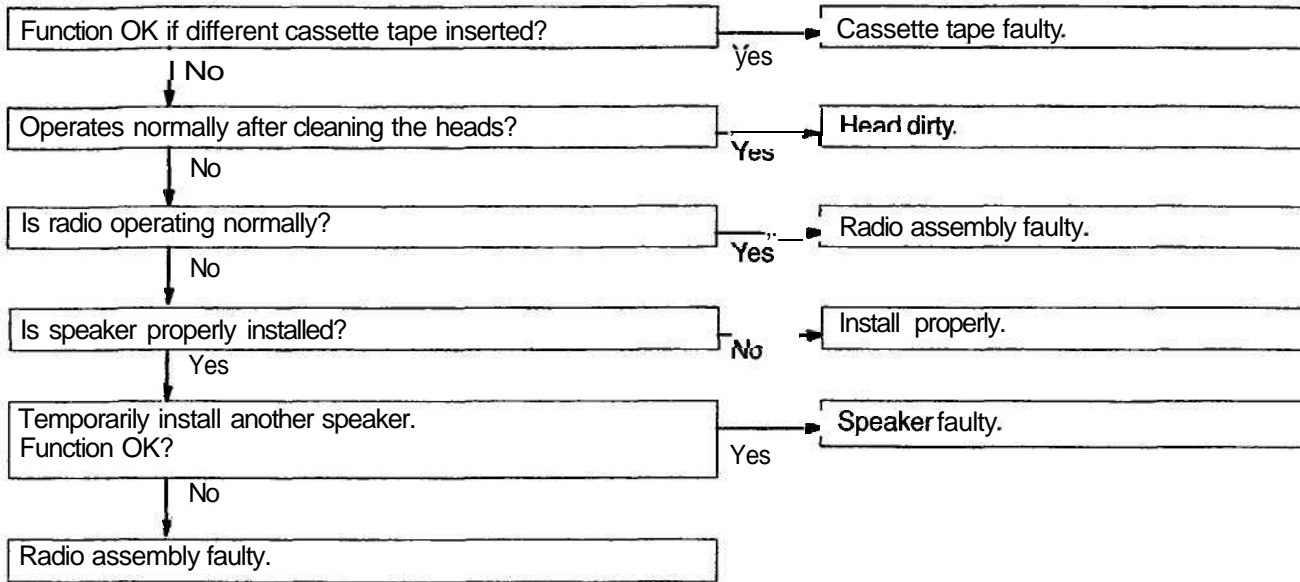 Function OK if different cassette tape inserted?
Yes
Cassette tape faulty.
No
Operates normally after cleaning the heads?
Yes
Head dirty.
No
Is radio operating normally?
Yes
Radio assembly faulty.
No
Is speaker properly installed?
No
Install properly.
Yes
Temporarily install another speaker.
Function OK?
Yes
Speaker faulty.
No
Radio assembly faulty.